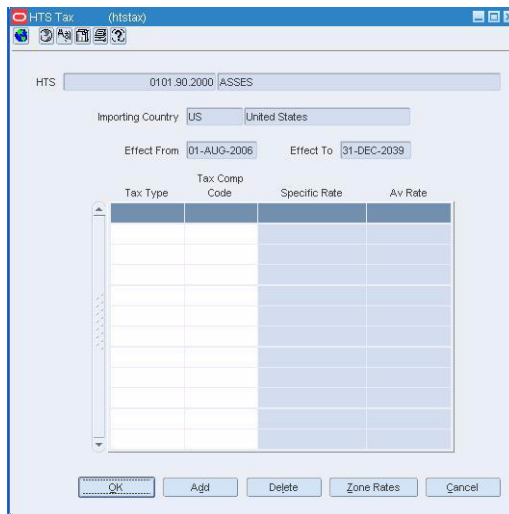 HTS Tax (htstax)
HTS 0101.90.2000 ASSES
Importing Country US United States
Effect From 01-AUG-2006 Effect To 31-DEC-2039
Tax Type Tax Comp Code Specific Rate Av Rate
OK Add Delete Zone Rates Cancel